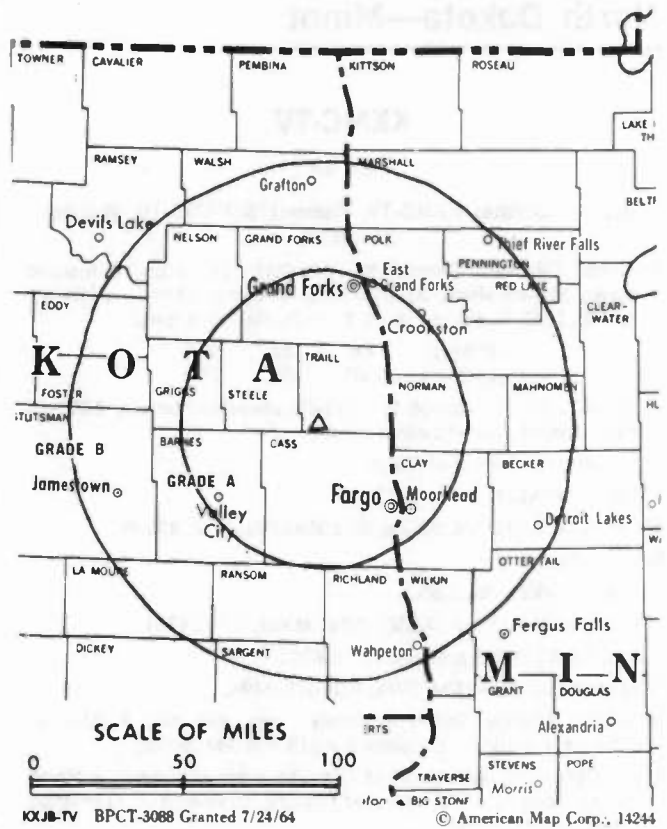 TOWNER CAVALIER PEMBINA KITTSON ROSEAU
LAKE
TH
RAMSEY WALSH MARSHALL
Grafton
BELTR
Devils Lake
NELSON GRAND FORKS POLK Thief River Falls
PENNINGTON
RED LAKE
East
Grand Forks Grand Forks
EDDY CLEAR-
WATER
Crookston
K O T A
TRAILL
FOSTER GRIGGS STEELE NORMAN MAHNOMEN
STUTSMAN
BARNES CASS
GRADE B CLAY BECKER
Jamestown GRADE A
Valley
City
Fargo Moorhead
Detroit Lakes
OTTER TAIL
LA MOURE RANSOM RICHLAND WILKIN
DICKEY SARGENT
Fergus Falls
Wahpeton
M I N
GRANT DOUGLAS
SCALE OF MILES
0 50 100
ERTS
Alexandria
STEVENS POPE
TRAVERSE Morris
BIG STONE
KXJB-TV BPCT-3088 Granted 7/24/64 © American Map Corp., 14244